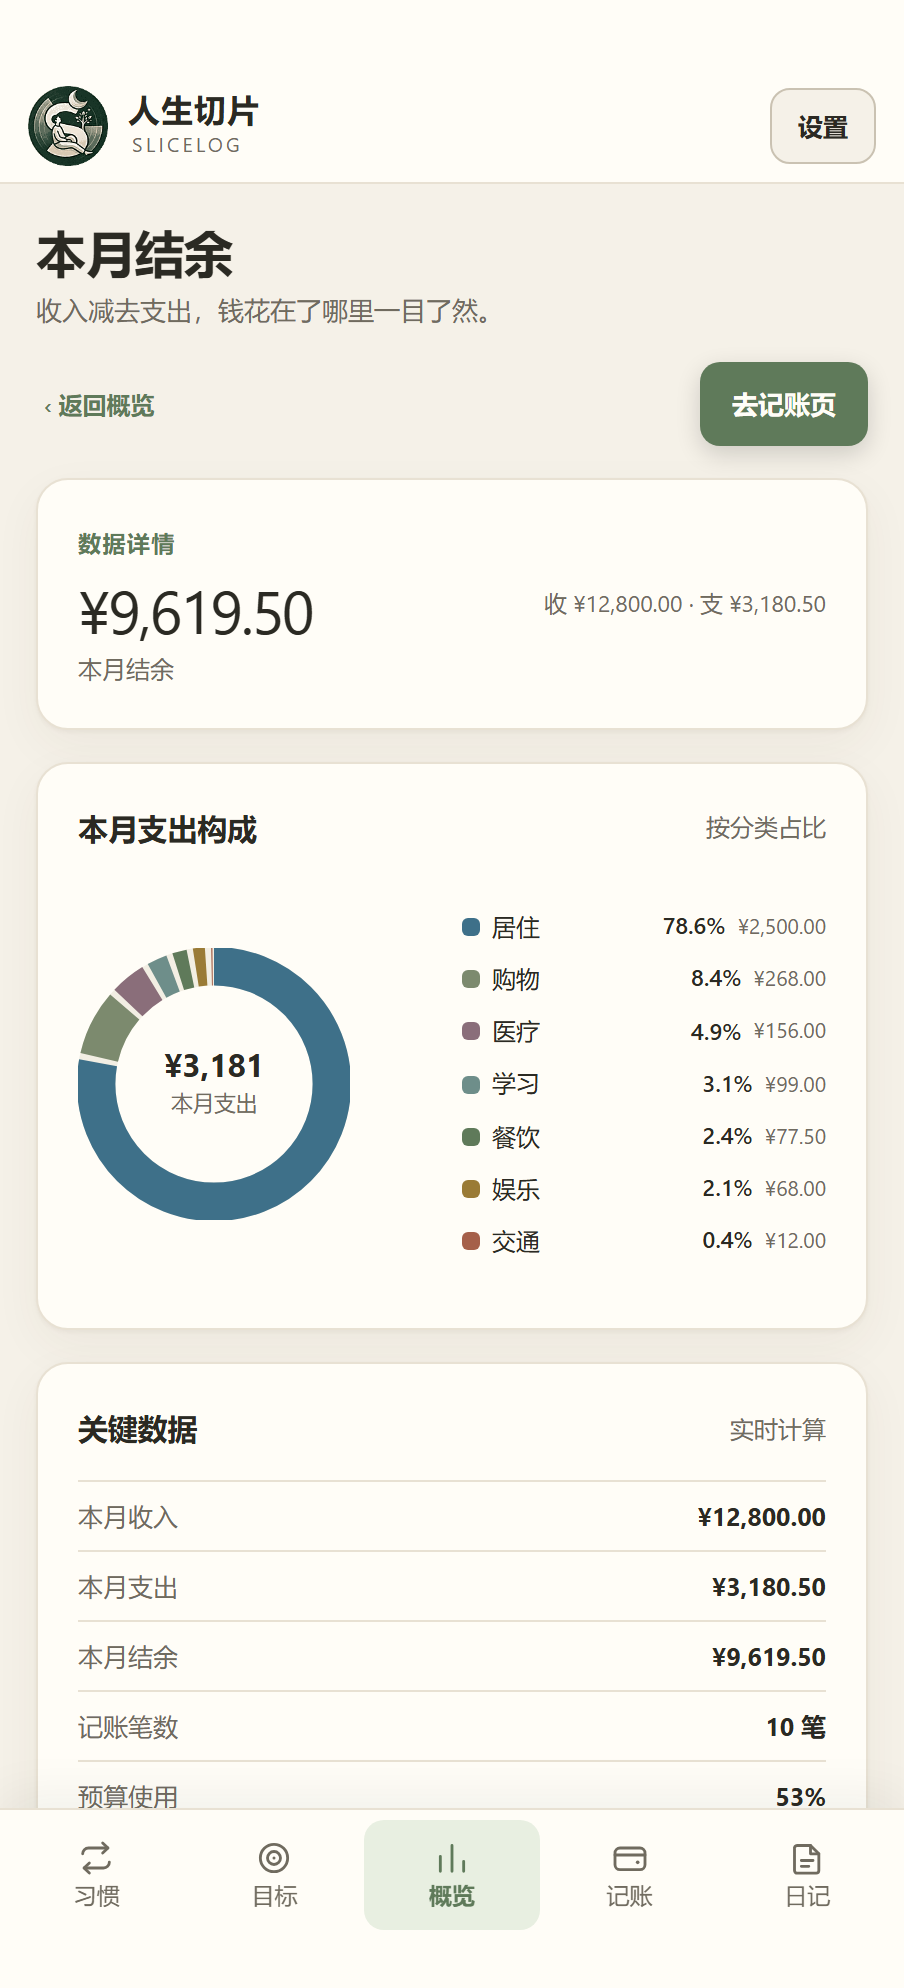 人生切片
SLICELOG
设置
本月结余
收入减去支出，钱花在了哪里一目了然。
‹ 返回概览
去记账页
数据详情
¥9,619.50
收 ¥12,800.00 · 支 ¥3,180.50
本月结余
本月支出构成
按分类占比
¥3,181
本月支出
居住 78.6% ¥2,500.00
购物 8.4% ¥268.00
医疗 4.9% ¥156.00
学习 3.1% ¥99.00
餐饮 2.4% ¥77.50
娱乐 2.1% ¥68.00
交通 0.4% ¥12.00
关键数据
实时计算
本月收入 ¥12,800.00
本月支出 ¥3,180.50
本月结余 ¥9,619.50
记账笔数 10 笔
预算使用 53%
习惯
目标
概览
记账
日记